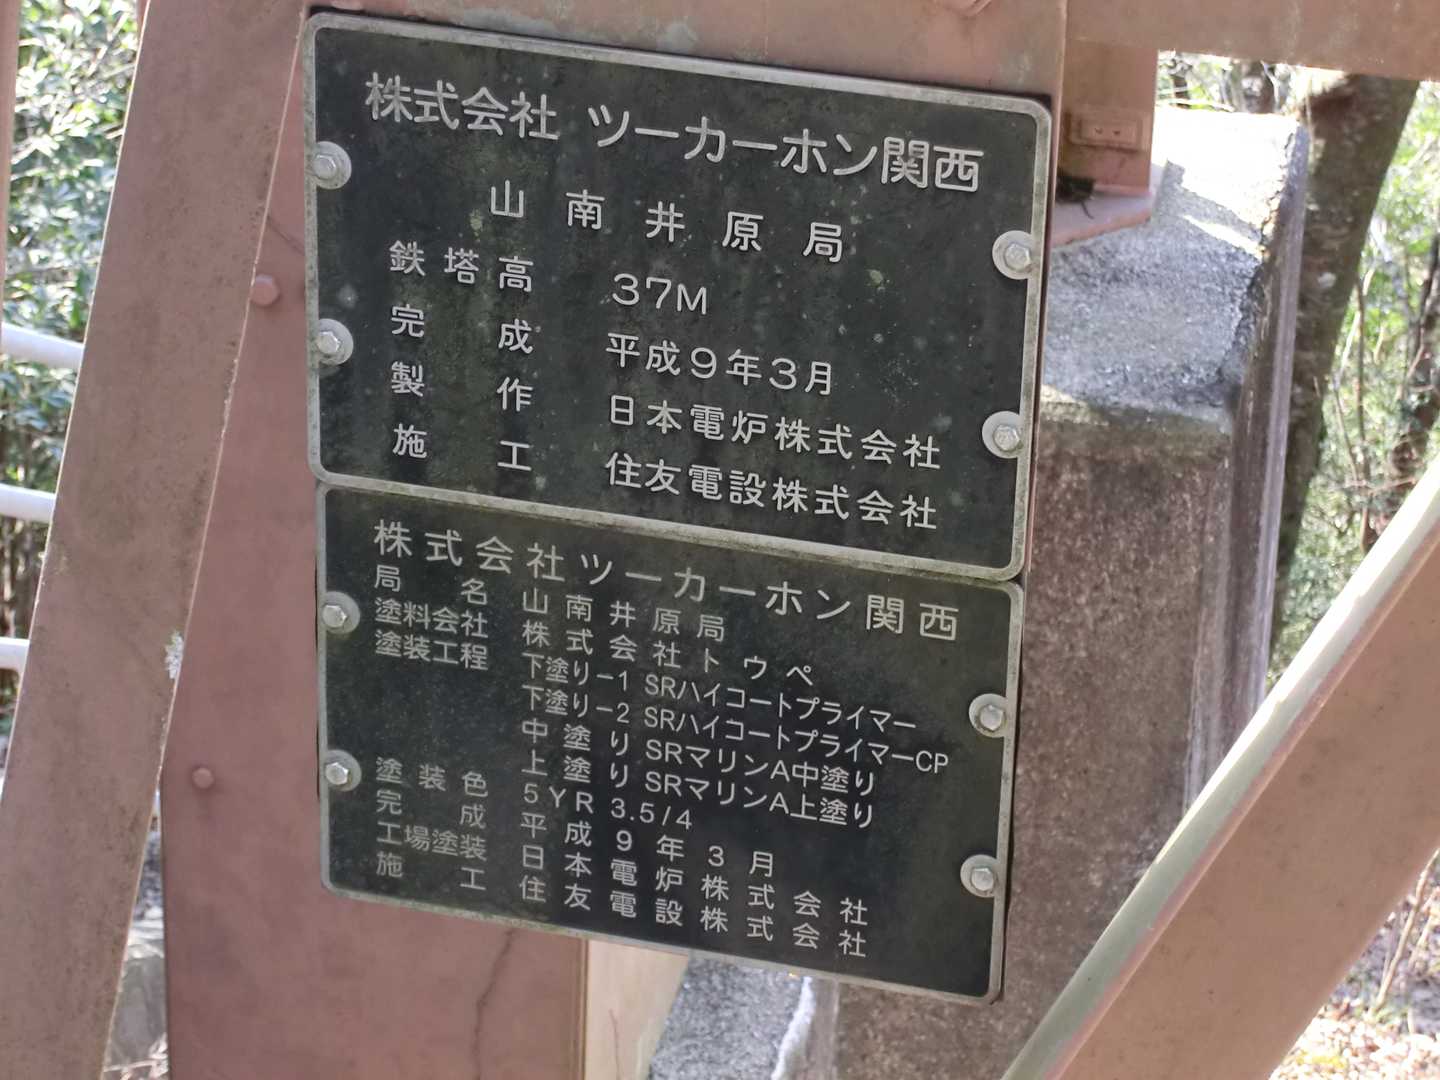 株式会社 ツーカーホン関西
山南井原局
鉄塔高 37M
完成 平成9年3月
製作 日本電炉株式会社
施工 住友電設株式会社
株式会社ツーカーホン関西
局名 山南井原局
塗料会社 株式会社トウペ
塗装工程 下塗り-1 SRハイコートプライマー
下塗り-2 SRハイコートプライマーCP
中塗り SRマリンA中塗り
上塗り SRマリンA上塗り
塗装色 5YR 3.5/4
完成 平成9年3月
工場塗装 日本電炉株式会社
施工 住友電設株式会社